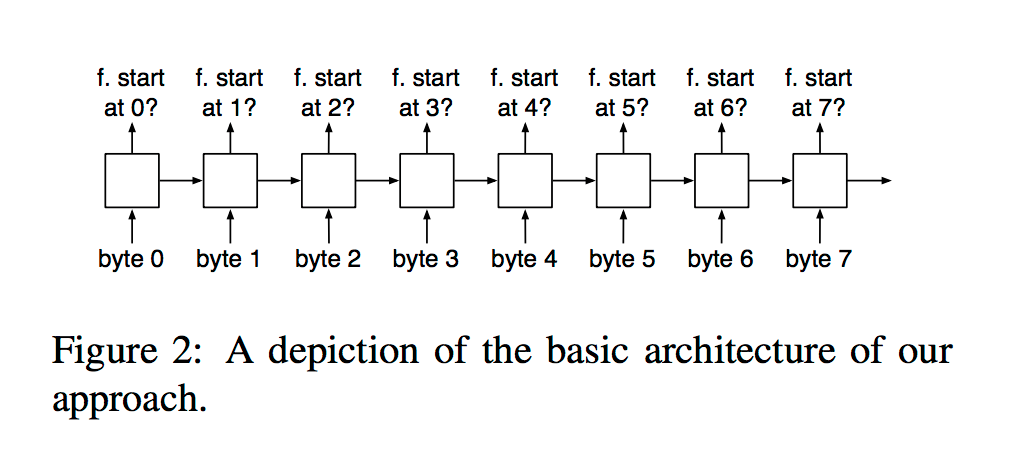 f. start f. start f. start f. start f. start f. start f. start f. start
at 0? at 1? at 2? at 3? at 4? at 5? at 6? at 7?
byte 0 byte 1 byte 2 byte 3 byte 4 byte 5 byte 6 byte 7
Figure 2: A depiction of the basic architecture of our
approach.